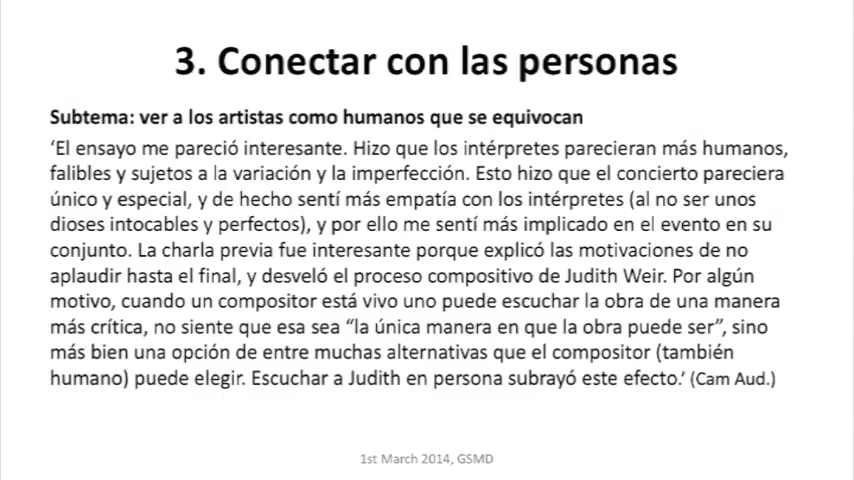 3. Conectar con las personas
Subtema: ver a los artistas como humanos que se equivocan
‘El ensayo me pareció interesante. Hizo que los intérpretes parecieran más humanos,
falibles y sujetos a la variación y la imperfección. Esto hizo que el concierto pareciera
único y especial, y de hecho sentí más empatía con los intérpretes (al no ser unos
dioses intocables y perfectos), y por ello me sentí más implicado en el evento en su
conjunto. La charla previa fue interesante porque explicó las motivaciones de no
aplaudir hasta el final, y desveló el proceso compositivo de Judith Weir. Por algún
motivo, cuando un compositor está vivo uno puede escuchar la obra de una manera
más crítica, no siente que esa sea “la única manera en que la obra puede ser”, sino
más bien una opción de entre muchas alternativas que el compositor (también
humano) puede elegir. Escuchar a Judith en persona subrayó este efecto.’ (Cam Aud.)
1st March 2014, GSMD